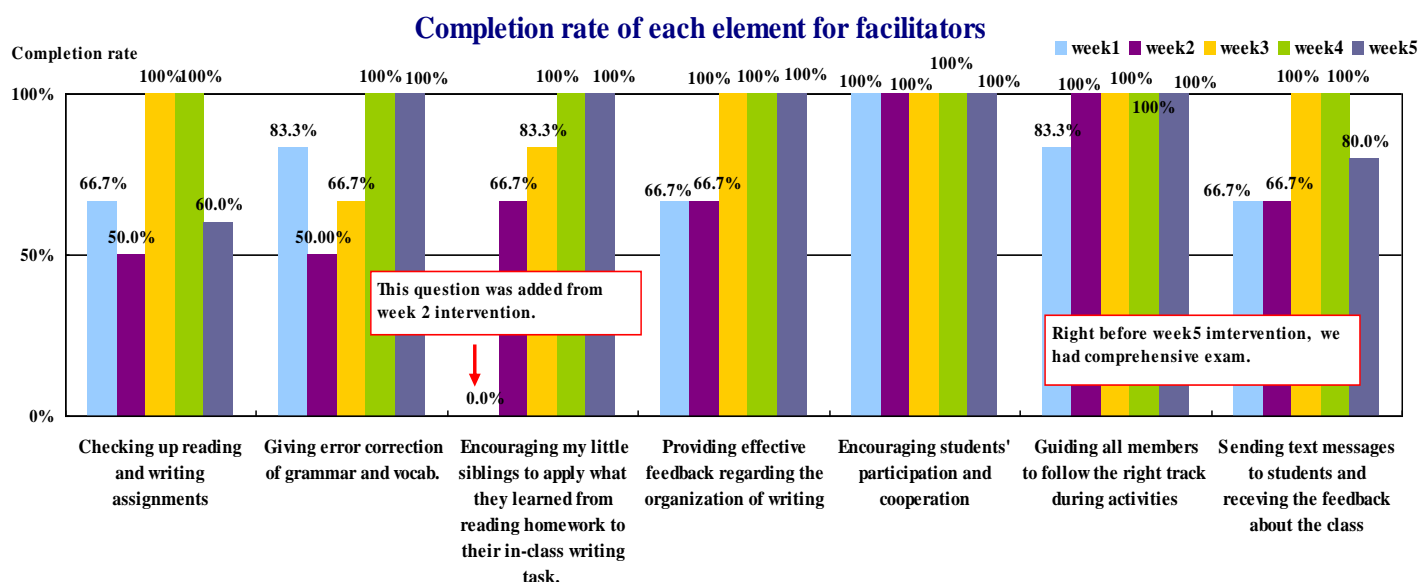 Completion rate of each element for facilitators
Completion rate
week1 week2 week3 week4 week5
100%
50%
0%
66.7%
50.0%
100%
100%
60.0%
83.3%
50.00%
66.7%
100%
100%
0.0%
66.7%
83.3%
100%
100%
66.7%
66.7%
100%
100%
100%
100%
100%
100%
100%
100%
83.3%
100%
100%
100%
100%
66.7%
66.7%
100%
100%
80.0%
This question was added from
week 2 intervention.
Right before week5 imtervention, we
had comprehensive exam.
Checking up reading
and writing
assignments
Giving error correction
of grammar and vocab.
Encouraging my little
siblings to apply what
they learned from
reading homework to
their in-class writing
task.
Providing effective
feedback regarding the
organization of writing
Encouraging students'
participation and
cooperation
Guiding all members
to follow the right track
during activities
Sending text messages
to students and
receving the feedback
about the class